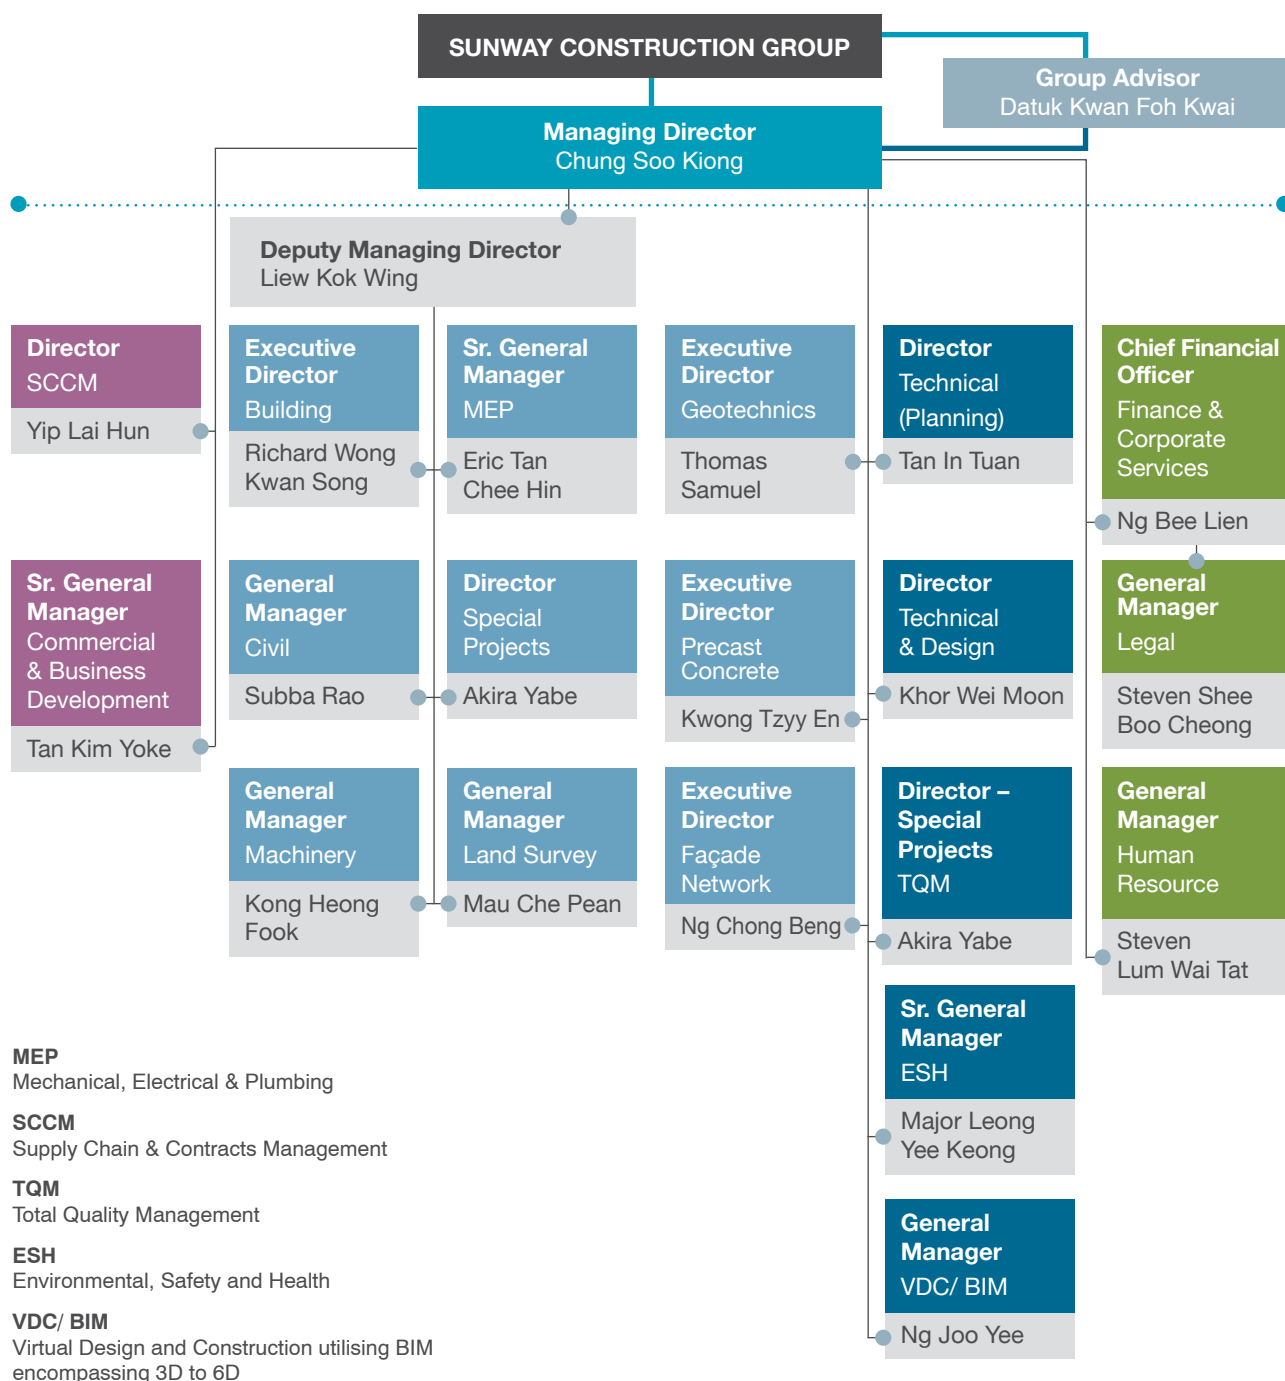 SUNWAY CONSTRUCTION GROUP
Group Advisor
Datuk Kwan Foh Kwai
Managing Director
Chung Soo Kiong
Deputy Managing Director
Liew Kok Wing
Director
SCCM
Yip Lai Hun
Executive
Director
Building
Richard Wong
Kwan Song
Sr. General
Manager
MEP
Eric Tan
Chee Hin
Executive
Director
Geotechnics
Thomas
Samuel
Director
Technical
(Planning)
Tan In Tuan
Chief Financial
Officer
Finance &
Corporate
Services
Ng Bee Lien
Sr. General
Manager
Commercial
& Business
Development
Tan Kim Yoke
General
Manager
Civil
Subba Rao
Director
Special
Projects
Akira Yabe
Executive
Director
Precast
Concrete
Kwong Tzyy En
Director
Technical
& Design
Khor Wei Moon
General
Manager
Legal
Steven Shee
Boo Cheong
General
Manager
Machinery
Kong Heong
Fook
General
Manager
Land Survey
Mau Che Pean
Executive
Director
Façade
Network
Ng Chong Beng
Director –
Special
Projects
TQM
Akira Yabe
General
Manager
Human
Resource
Steven
Lum Wai Tat
Sr. General
Manager
ESH
Major Leong
Yee Keong
General
Manager
VDC/ BIM
Ng Joo Yee
MEP
Mechanical, Electrical & Plumbing
SCCM
Supply Chain & Contracts Management
TQM
Total Quality Management
ESH
Environmental, Safety and Health
VDC/ BIM
Virtual Design and Construction utilising BIM
encompassing 3D to 6D